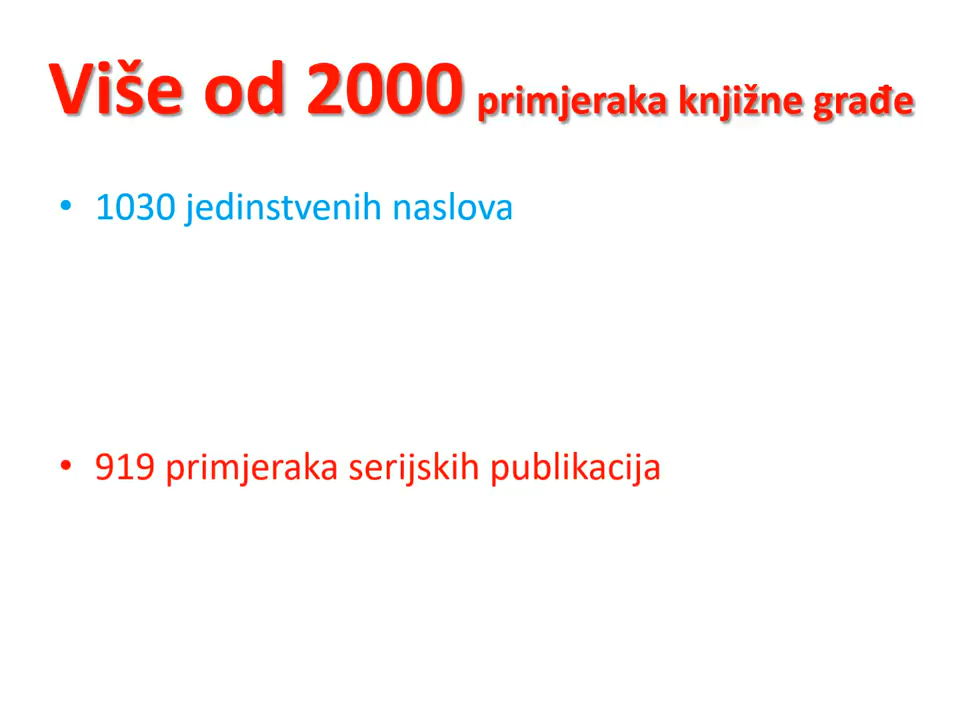 Više od 2000 primjeraka knjižne građe
• 1030 jedinstvenih naslova
• 919 primjeraka serijskih publikacija